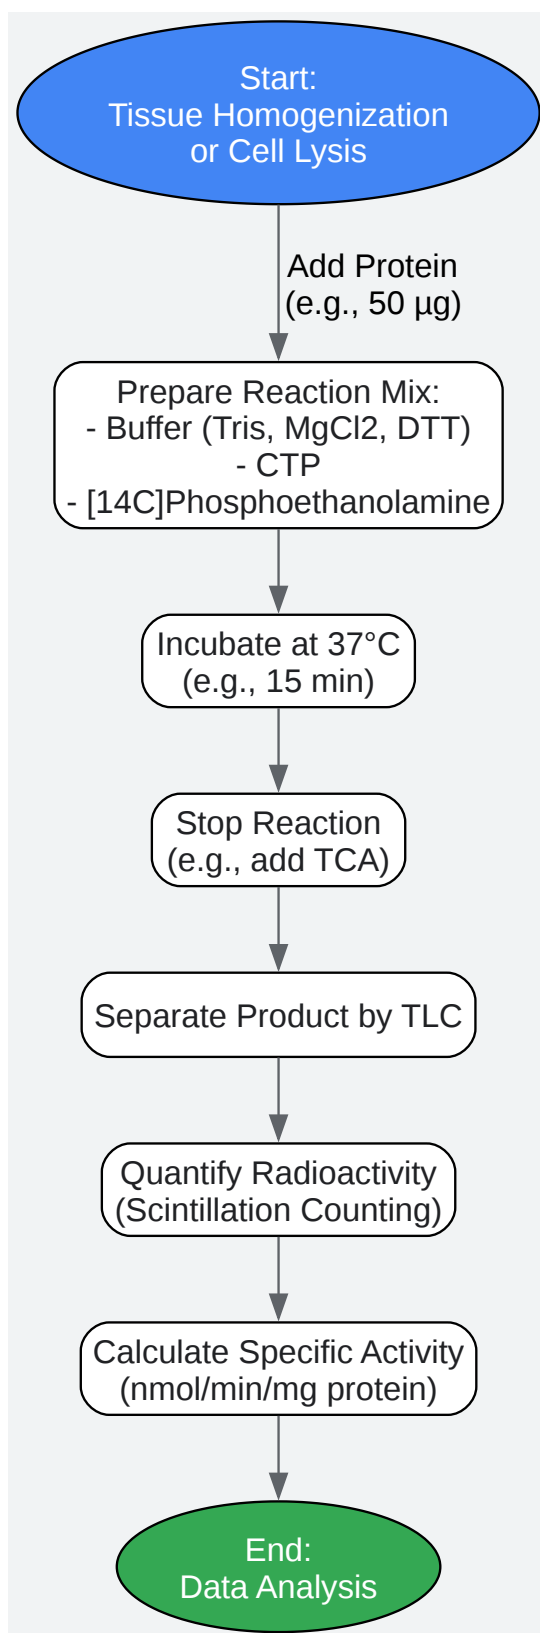 Start:
Tissue Homogenization
or Cell Lysis
Add Protein
(e.g., 50 µg)
Prepare Reaction Mix:
- Buffer (Tris, MgCl2, DTT)
- CTP
- [14C]Phosphoethanolamine
Incubate at 37°C
(e.g., 15 min)
Stop Reaction
(e.g., add TCA)
Separate Product by TLC
Quantify Radioactivity
(Scintillation Counting)
Calculate Specific Activity
(nmol/min/mg protein)
End:
Data Analysis